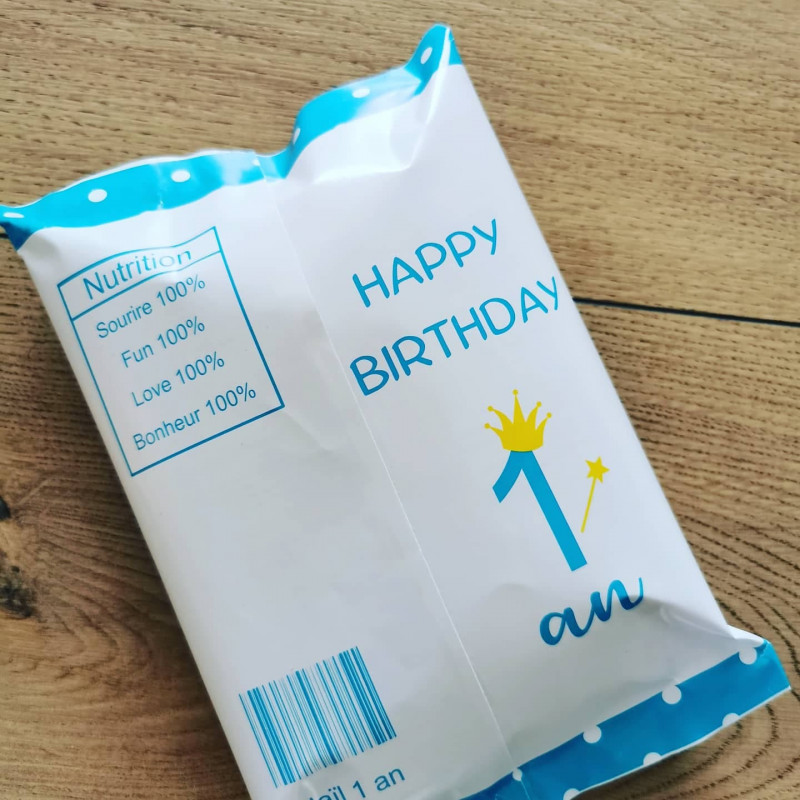 Nutrition
Sourire 100%
Fun 100%
Love 100%
Bonheur 100%
HAPPY
BIRTHDAY
1
an
1 an